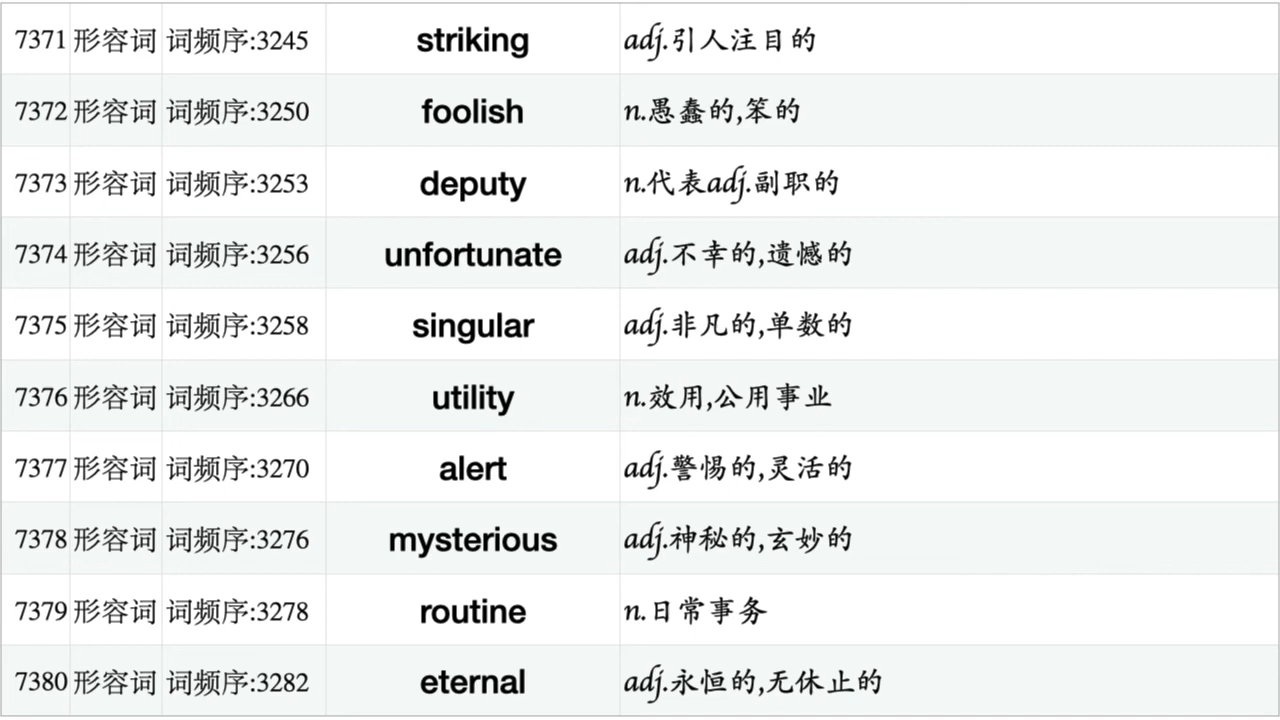 7371 形容词 词频序:3245 striking adj.引人注目的
7372 形容词 词频序:3250 foolish n.愚蠢的,笨的
7373 形容词 词频序:3253 deputy n.代表adj.副职的
7374 形容词 词频序:3256 unfortunate adj.不幸的,遗憾的
7375 形容词 词频序:3258 singular adj.非凡的,单数的
7376 形容词 词频序:3266 utility n.效用,公用事业
7377 形容词 词频序:3270 alert adj.警惕的,灵活的
7378 形容词 词频序:3276 mysterious adj.神秘的,玄妙的
7379 形容词 词频序:3278 routine n.日常事务
7380 形容词 词频序:3282 eternal adj.永恒的,无休止的